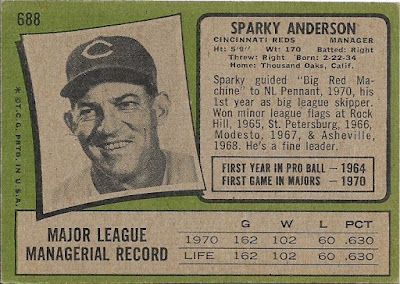 688
SPARKY ANDERSON
CINCINNATI REDS MANAGER
Ht: 5'9" Wt: 170 Batted: Right
Threw: Right Born: 2-22-34
Home: Thousand Oaks, Calif.
Sparky guided "Big Red Ma-
chine" to NL Pennant, 1970, his
1st year as big league skipper.
Won minor league flags at Rock
Hill, 1965, St. Petersburg, 1966,
Modesto, 1967, & Asheville,
1968. He's a fine leader.
FIRST YEAR IN PRO BALL – 1964
FIRST GAME IN MAJORS – 1970
* ©T.C.G. PRTD. IN U.S.A.
C
MAJOR LEAGUE
MANAGERIAL RECORD
G W L PCT
1970 162 102 60 .630
LIFE 162 102 60 .630